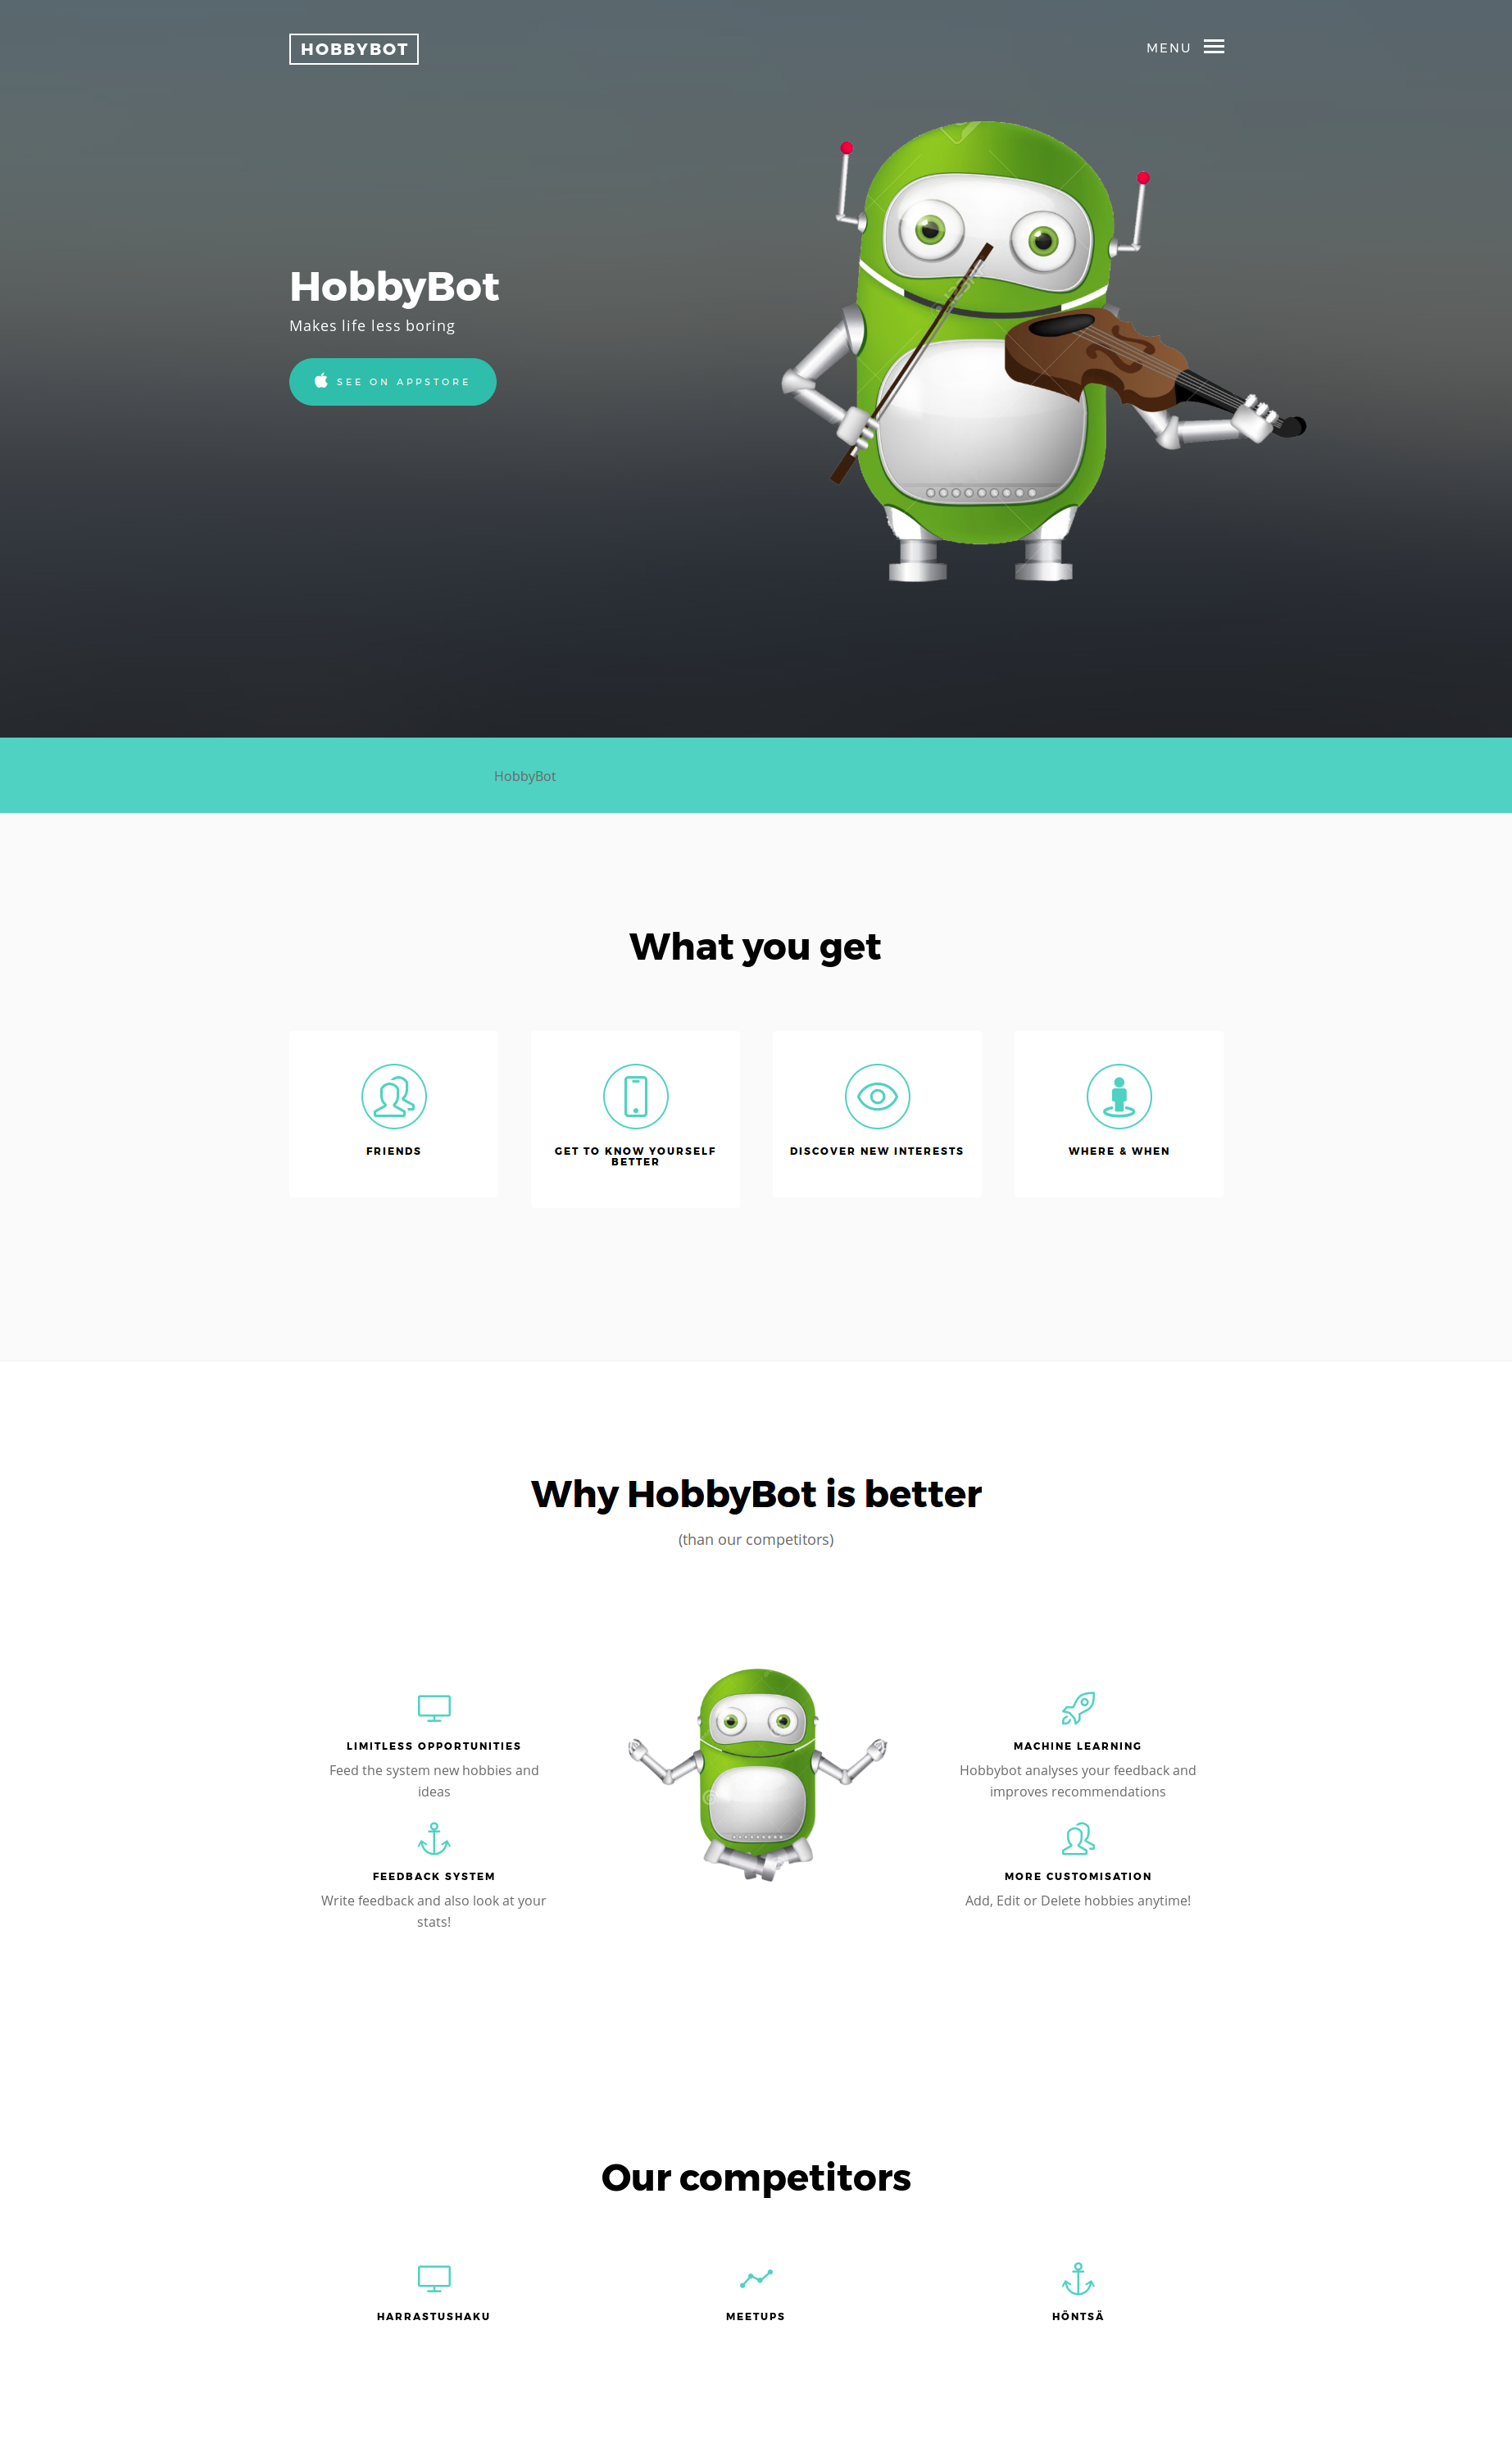 HOBBYBOT
MENU
HobbyBot
Makes life less boring
SEE ON APPSTORE
HobbyBot
What you get
FRIENDS
GET TO KNOW YOURSELF
BETTER
DISCOVER NEW INTERESTS
WHERE & WHEN
Why HobbyBot is better
(than our competitors)
LIMITLESS OPPORTUNITIES
Feed the system new hobbies and
ideas
FEEDBACK SYSTEM
Write feedback and also look at your
stats!
MACHINE LEARNING
Hobbybot analyses your feedback and
improves recommendations
MORE CUSTOMISATION
Add, Edit or Delete hobbies anytime!
Our competitors
HARRASTUSHAKU
MEETUPS
HÖNTSÄ